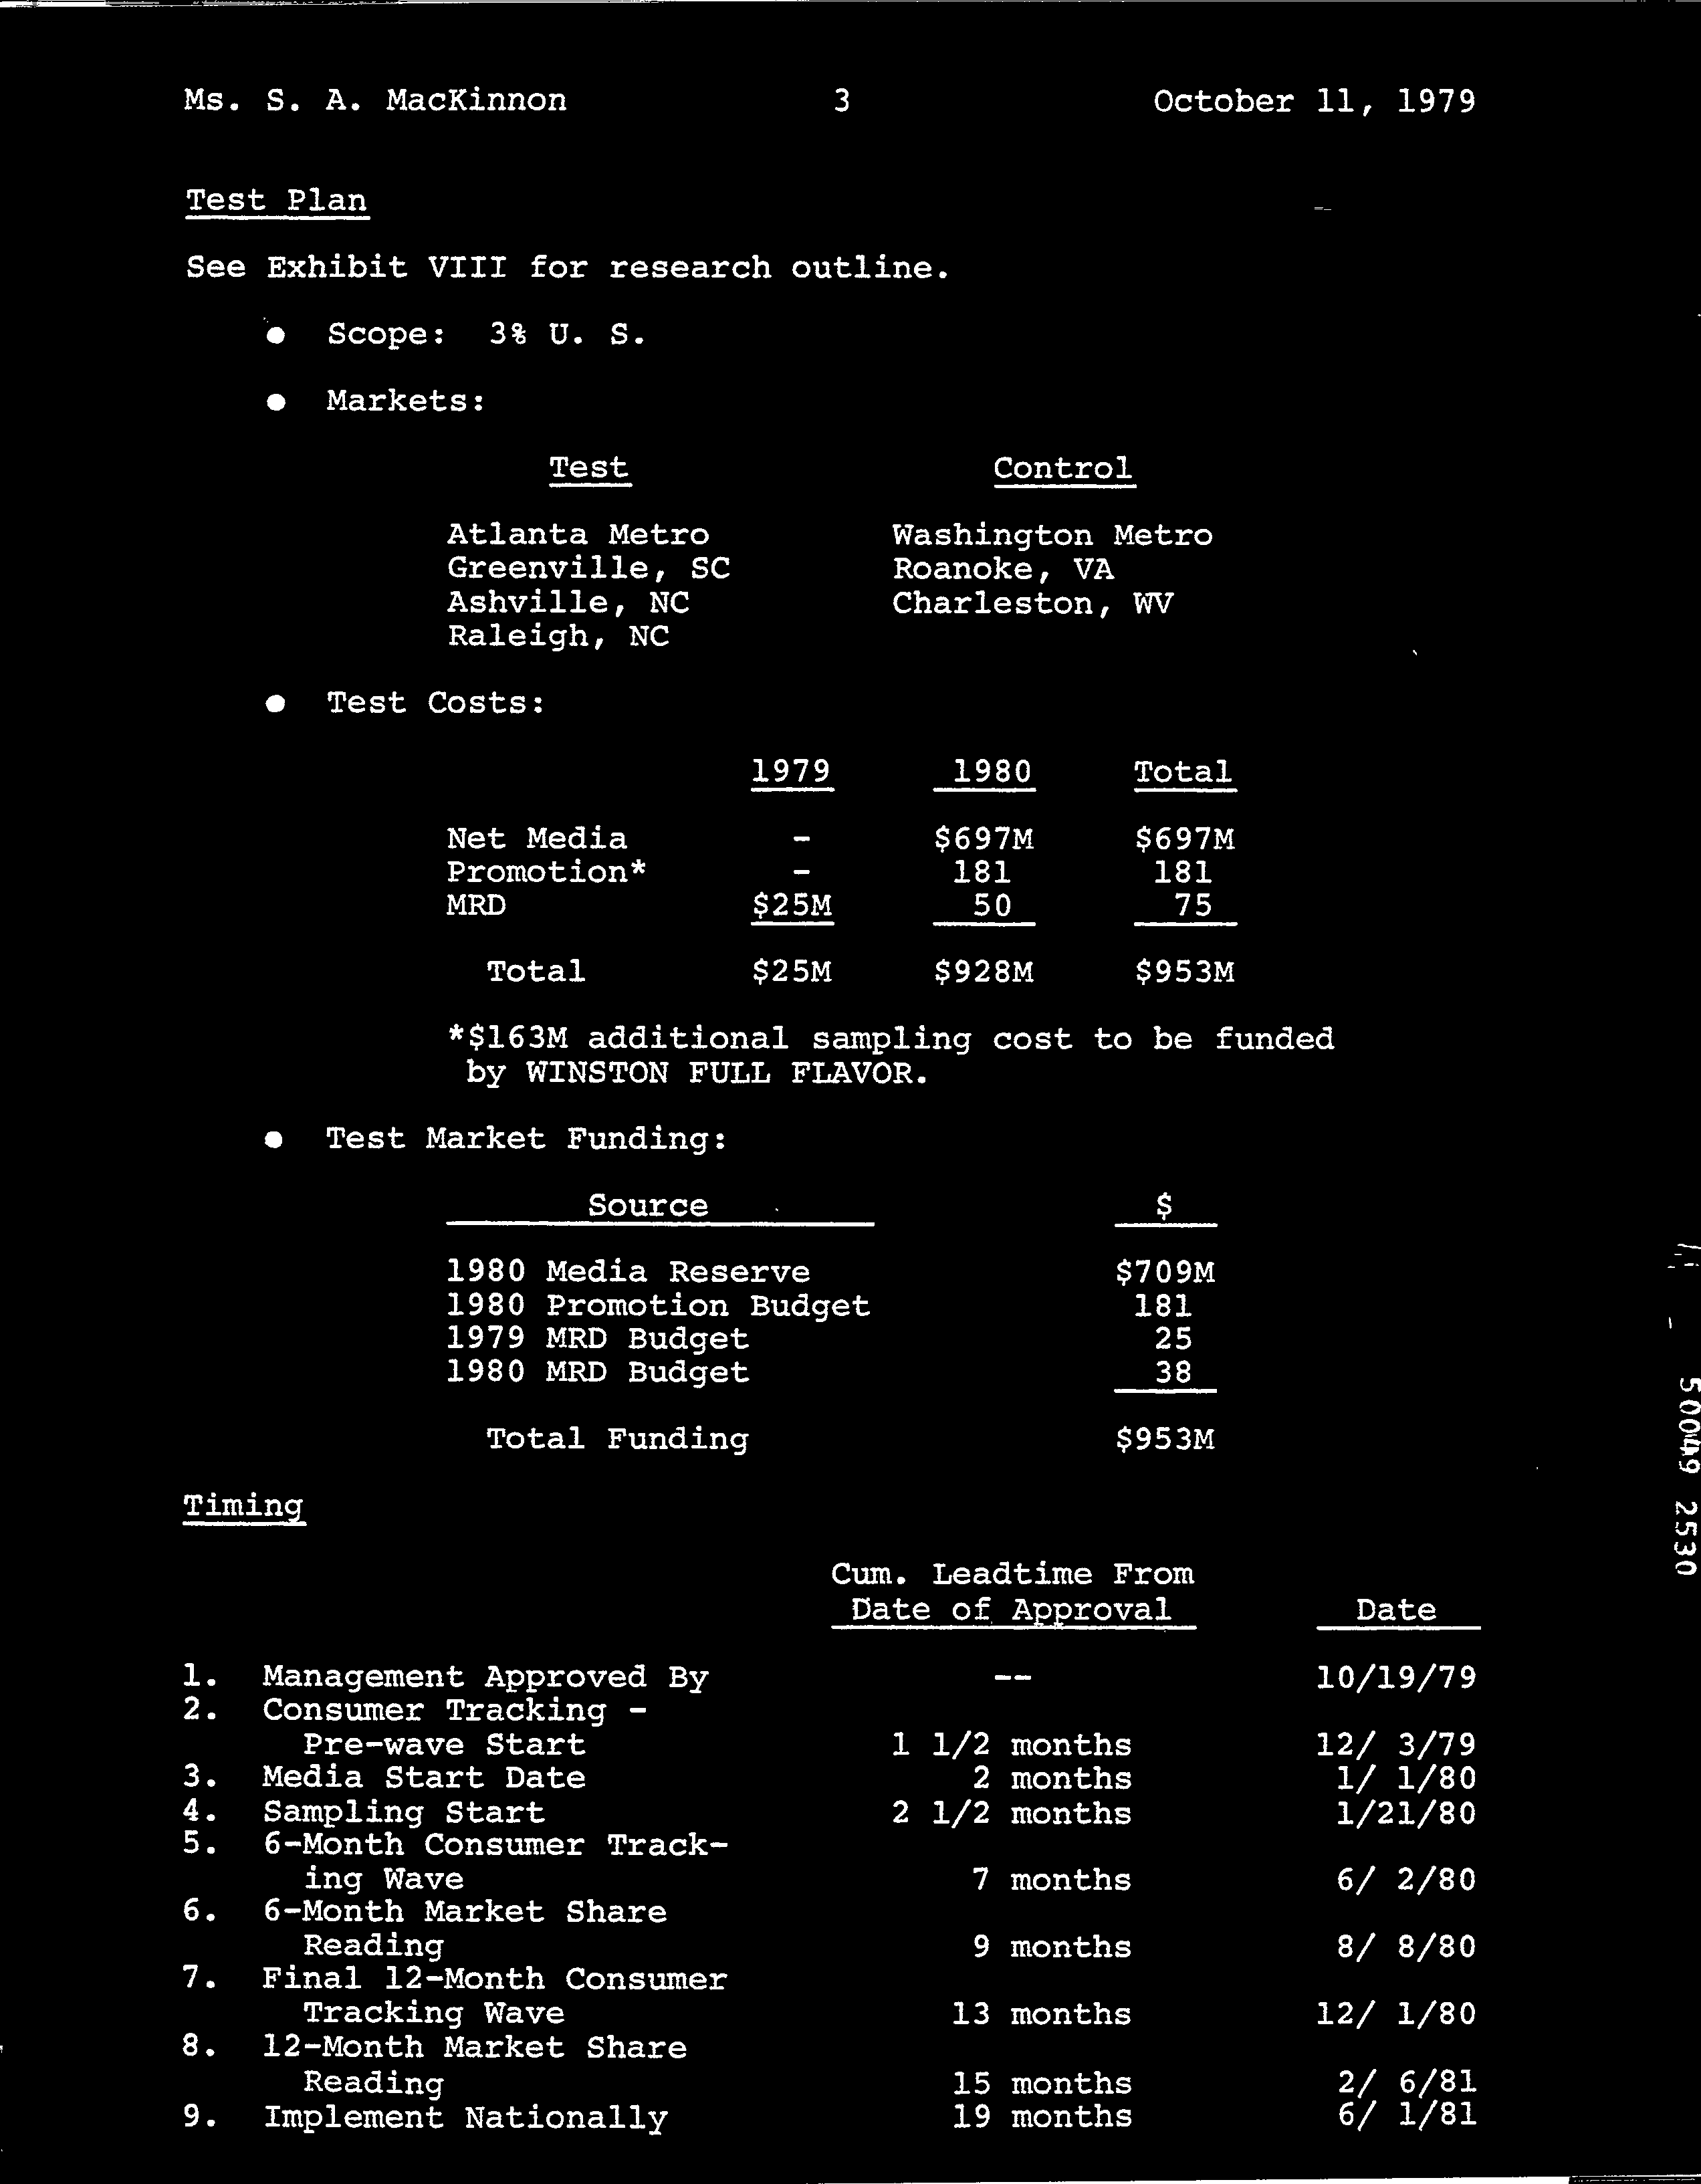 Ms. S. A. MacKinnon 3 October 11, 1979
Test Plan
See Exhibit VIII for research outline.
● Scope: 3% U. S.
● Markets:
Test Control
Atlanta Metro Washington Metro
Greenville, SC Roanoke, VA
Ashville, NC Charleston, WV
Raleigh, NC
● Test Costs:
1979 1980 Total
Net Media - $697M $697M
Promotion* - 181 181
MRD $25M 50 75
Total $25M $928M $953M
*$163M additional sampling cost to be funded
by WINSTON FULL FLAVOR.
● Test Market Funding:
Source $
1980 Media Reserve $709M
1980 Promotion Budget 181
1979 MRD Budget 25
1980 MRD Budget 38
Total Funding $953M
Timing
Cum. Leadtime From
Date of Approval Date
1. Management Approved By -- 10/19/79
2. Consumer Tracking -
Pre-wave Start 1 1/2 months 12/ 3/79
3. Media Start Date 2 months 1/ 1/80
4. Sampling Start 2 1/2 months 1/21/80
5. 6-Month Consumer Track-
ing Wave 7 months 6/ 2/80
6. 6-Month Market Share
Reading 9 months 8/ 8/80
7. Final 12-Month Consumer
Tracking Wave 13 months 12/ 1/80
8. 12-Month Market Share
Reading 15 months 2/ 6/81
9. Implement Nationally 19 months 6/ 1/81
50049 2530